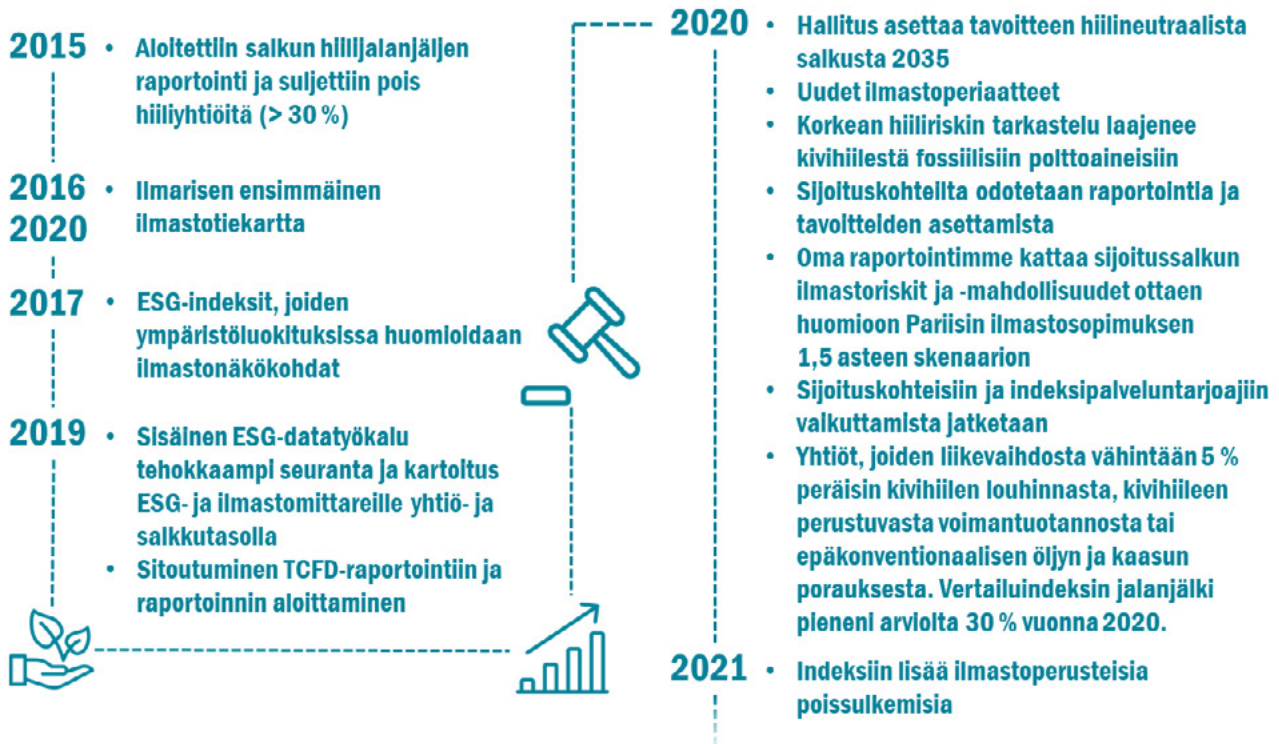 2015 • Aloitettiin salkun hiilijalanjäljen
raportointi ja suljettiin pois
hiiliyhtiöitä (> 30 %)
2016 • Ilmarisen ensimmäinen
2020 ilmastotiekartta
2017 • ESG-indeksit, joiden
ympäristöluokituksissa huomioidaan
ilmastonäkökohdat
2019 • Sisäinen ESG-datatyökalu
tehokkaampi seuranta ja kartoitus
ESG- ja ilmastomittareille yhtiö- ja
salkkutasolla
• Sitoutuminen TCFD-raportointiin ja
raportoinnin aloittaminen
2020 • Hallitus asettaa tavoitteen hiilineutraalista
salkusta 2035
• Uudet ilmastoperiaatteet
• Korkean hiiliriskin tarkastelu laajenee
kivihiilestä fossiilisiin polttoaineisiin
• Sijoituskohteilta odotetaan raportointia ja
tavoitteiden asettamista
• Oma raportointimme kattaa sijoitussalkun
ilmastoriskit ja -mahdollisuudet ottaen
huomioon Pariisin ilmastosopimuksen
1,5 asteen skenaarion
• Sijoituskohteisiin ja indeksipalveluntarjoajiin
vaikuttamista jatketaan
• Yhtiöt, joiden liikevaihdosta vähintään 5 %
peräisin kivihiilen louhinnasta, kivihiileen
perustuvasta voimantuotannosta tai
epäkonventionaalisen öljyn ja kaasun
porauksesta. Vertailuindeksin jalanjälki
pieneni arviolta 30 % vuonna 2020.
2021 • Indeksiin lisää ilmastoperusteisia
poissulkemisia